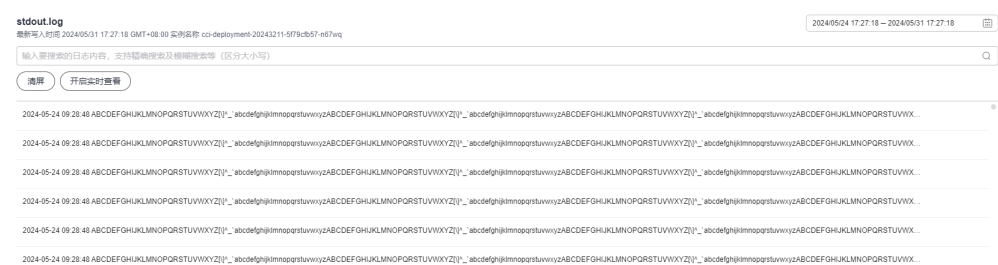 stdout.log
2024/05/24 17:27:18 — 2024/05/31 17:27:18
最新写入时间 2024/05/31 17:27:18 GMT+08:00 实例名称 cci-deployment-20243211-5f79cfb57-n67wq
输入要搜索的日志内容，支持精确搜索及模糊搜索等（区分大小写）
清屏 开启实时查看
2024-05-24 09:28:48 ABCDEFGHIJKLMNOPQRSTUVWXYZ[\]^_`abcdefghijklmnopqrstuvwxyzABCDEFGHIJKLMNOPQRSTUVWXYZ[\]^_`abcdefghijklmnopqrstuvwxyzABCDEFGHIJKLMNOPQRSTUVWXYZ[\]^_`abcdefghijklmnopqrstuvwxyzABCDEFGHIJKLMNOPQRSTUVWX...
2024-05-24 09:28:48 ABCDEFGHIJKLMNOPQRSTUVWXYZ[\]^_`abcdefghijklmnopqrstuvwxyzABCDEFGHIJKLMNOPQRSTUVWXYZ[\]^_`abcdefghijklmnopqrstuvwxyzABCDEFGHIJKLMNOPQRSTUVWXYZ[\]^_`abcdefghijklmnopqrstuvwxyzABCDEFGHIJKLMNOPQRSTUVWX...
2024-05-24 09:28:48 ABCDEFGHIJKLMNOPQRSTUVWXYZ[\]^_`abcdefghijklmnopqrstuvwxyzABCDEFGHIJKLMNOPQRSTUVWXYZ[\]^_`abcdefghijklmnopqrstuvwxyzABCDEFGHIJKLMNOPQRSTUVWXYZ[\]^_`abcdefghijklmnopqrstuvwxyzABCDEFGHIJKLMNOPQRSTUVWX...
2024-05-24 09:28:48 ABCDEFGHIJKLMNOPQRSTUVWXYZ[\]^_`abcdefghijklmnopqrstuvwxyzABCDEFGHIJKLMNOPQRSTUVWXYZ[\]^_`abcdefghijklmnopqrstuvwxyzABCDEFGHIJKLMNOPQRSTUVWXYZ[\]^_`abcdefghijklmnopqrstuvwxyzABCDEFGHIJKLMNOPQRSTUVWX...
2024-05-24 09:28:48 ABCDEFGHIJKLMNOPQRSTUVWXYZ[\]^_`abcdefghijklmnopqrstuvwxyzABCDEFGHIJKLMNOPQRSTUVWXYZ[\]^_`abcdefghijklmnopqrstuvwxyzABCDEFGHIJKLMNOPQRSTUVWXYZ[\]^_`abcdefghijklmnopqrstuvwxyzABCDEFGHIJKLMNOPQRSTUVWX...
2024-05-24 09:28:48 ABCDEFGHIJKLMNOPQRSTUVWXYZ[\]^_`abcdefghijklmnopqrstuvwxyzABCDEFGHIJKLMNOPQRSTUVWXYZ[\]^_`abcdefghijklmnopqrstuvwxyzABCDEFGHIJKLMNOPQRSTUVWXYZ[\]^_`abcdefghijklmnopqrstuvwxyzABCDEFGHIJKLMNOPQRSTUVWX...